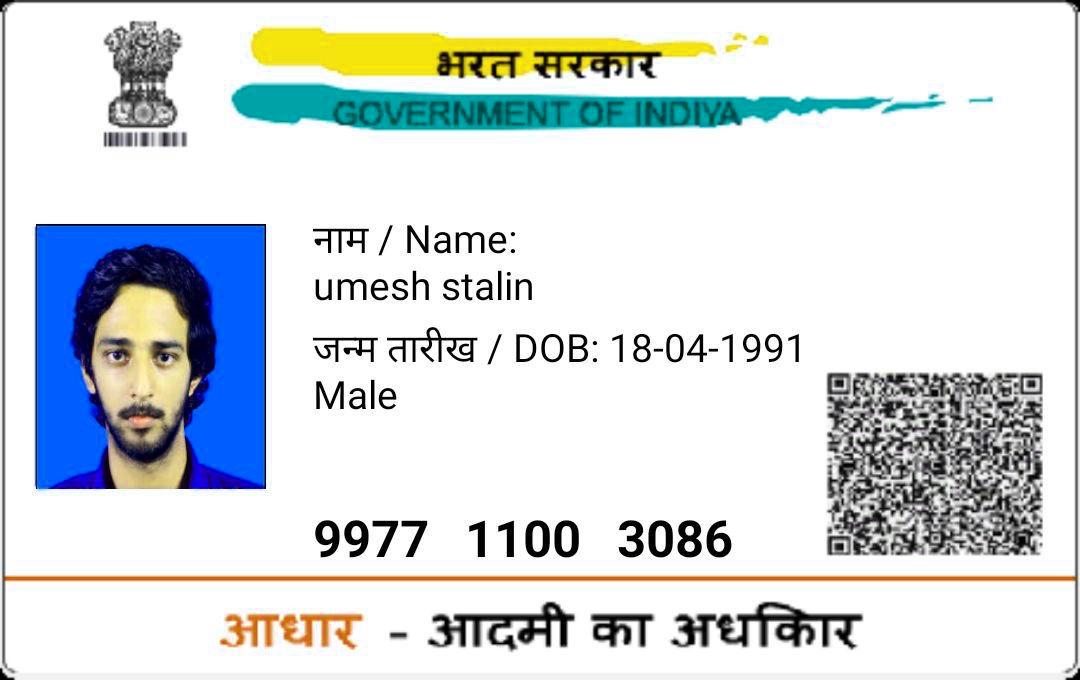 भरत सरकार
GOVERNMENT OF INDIYA
नाम / Name:
umesh stalin
जन्म तारीख / DOB: 18-04-1991
Male
9977 1100 3086
आधार - आदमी का अधकिार